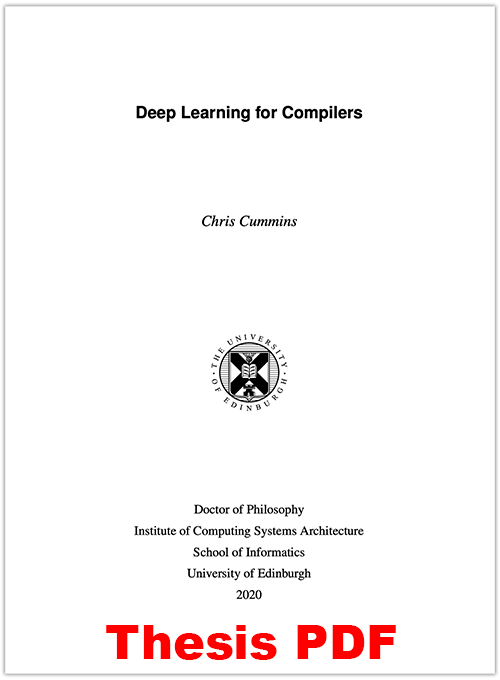 Deep Learning for Compilers
Chris Cummins
THE UNIVERSITY
OF EDINBURGH
Doctor of Philosophy
Institute of Computing Systems Architecture
School of Informatics
University of Edinburgh
2020
Thesis PDF